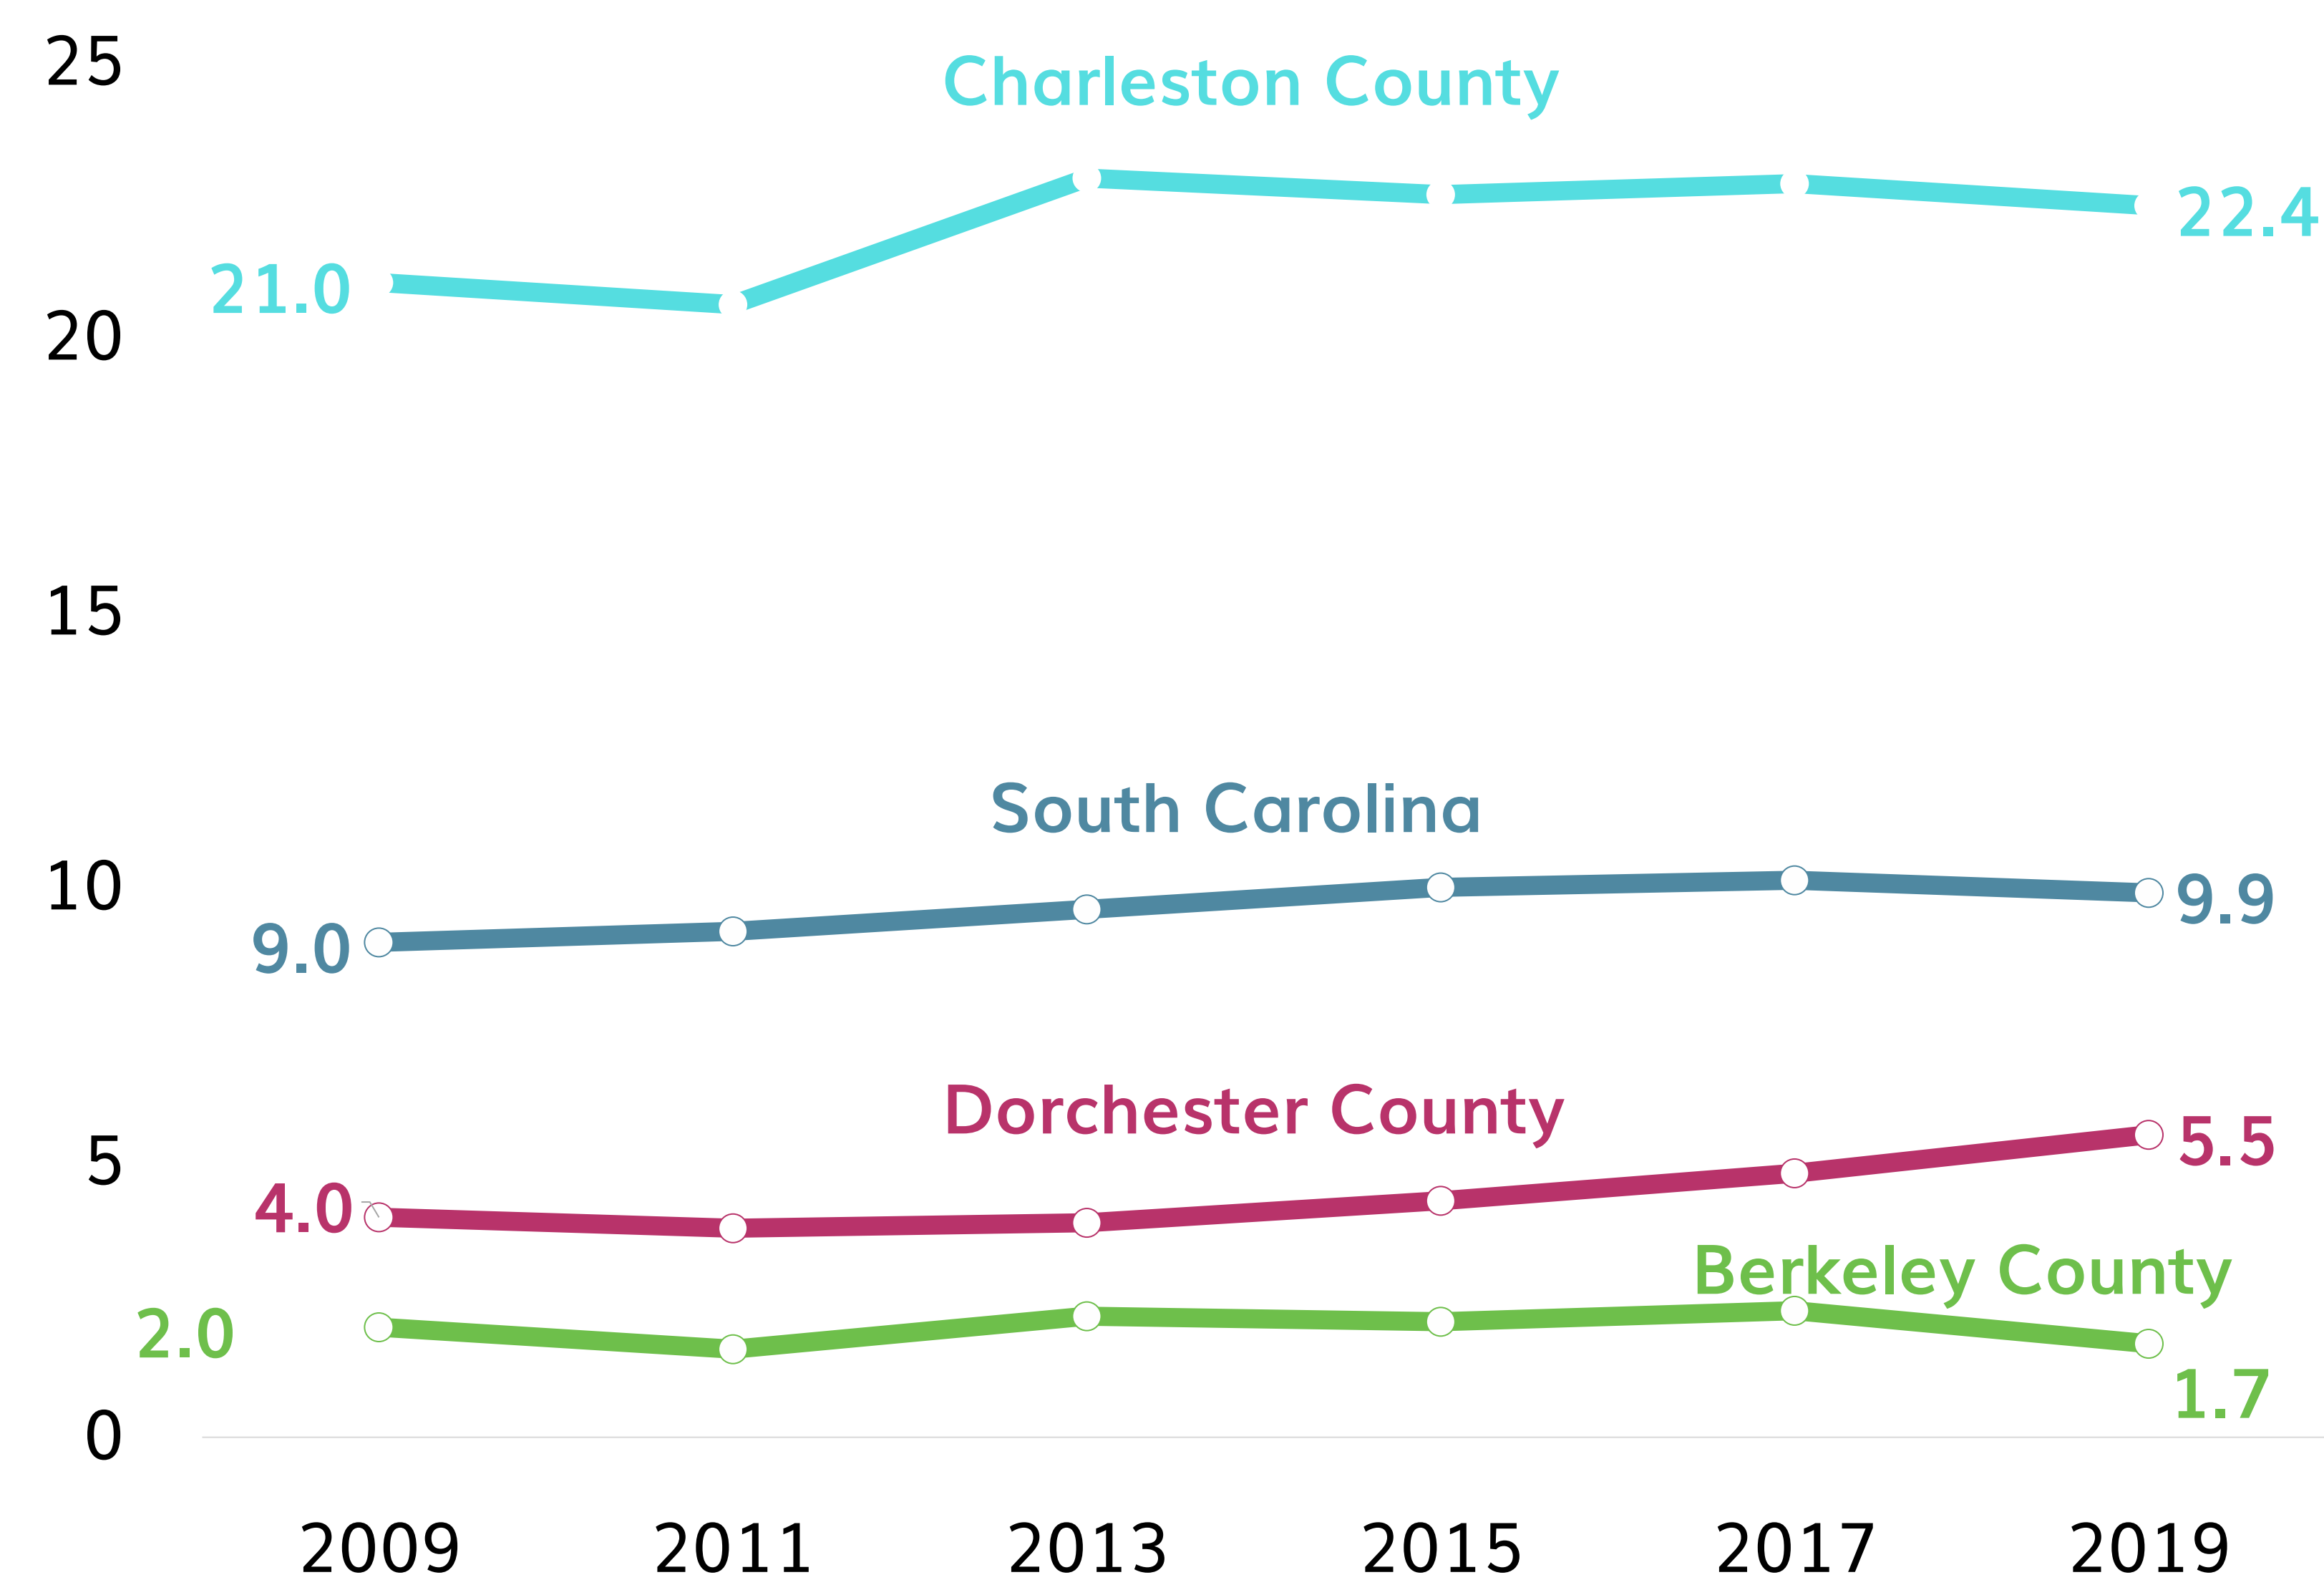 25
Charleston County
22.4
21.0
20
15
South Carolina
10
9.9
9.0
Dorchester County
5.5
5
4.0
Berkeley County
2.0
1.7
0
2009 2011 2013 2015 2017 2019